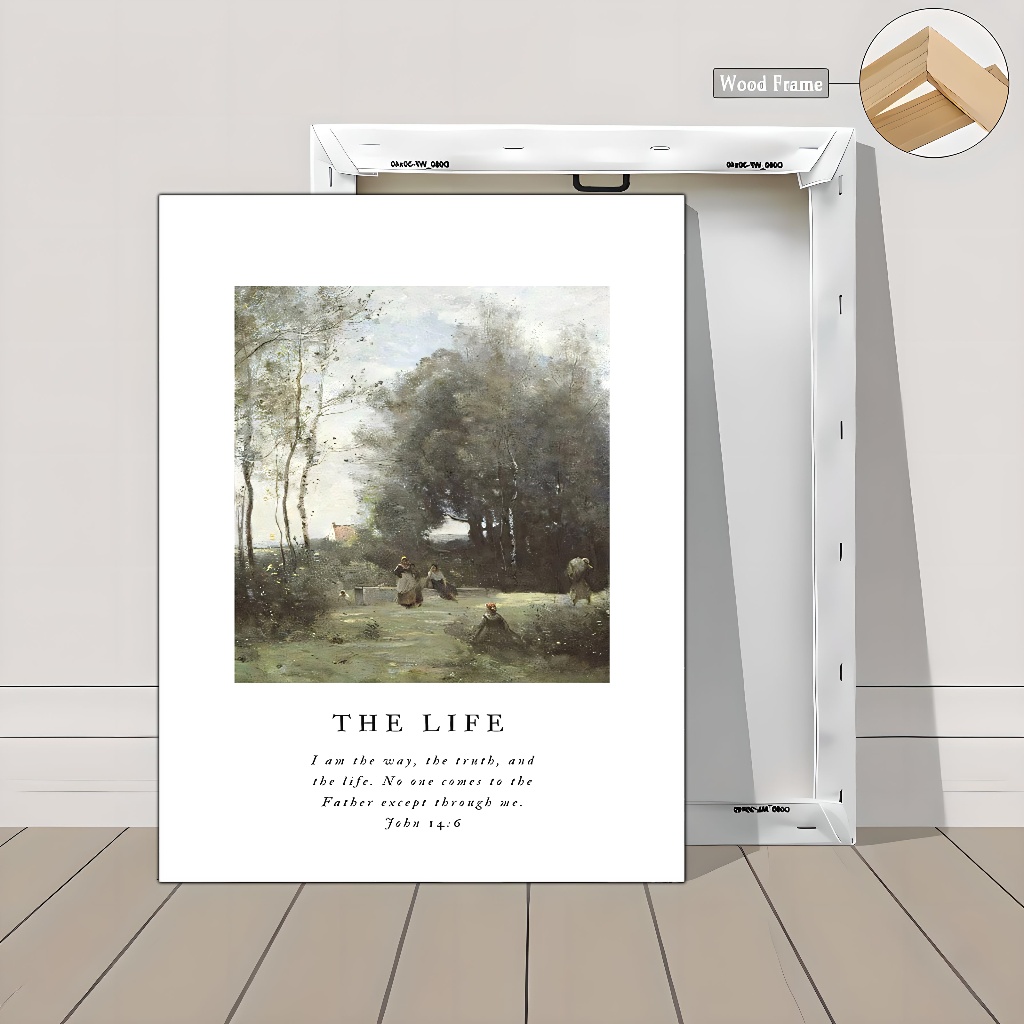 Wood Frame
THE LIFE
I am the way, the truth, and
the life. No one comes to the
Father except through me.
John 14:6